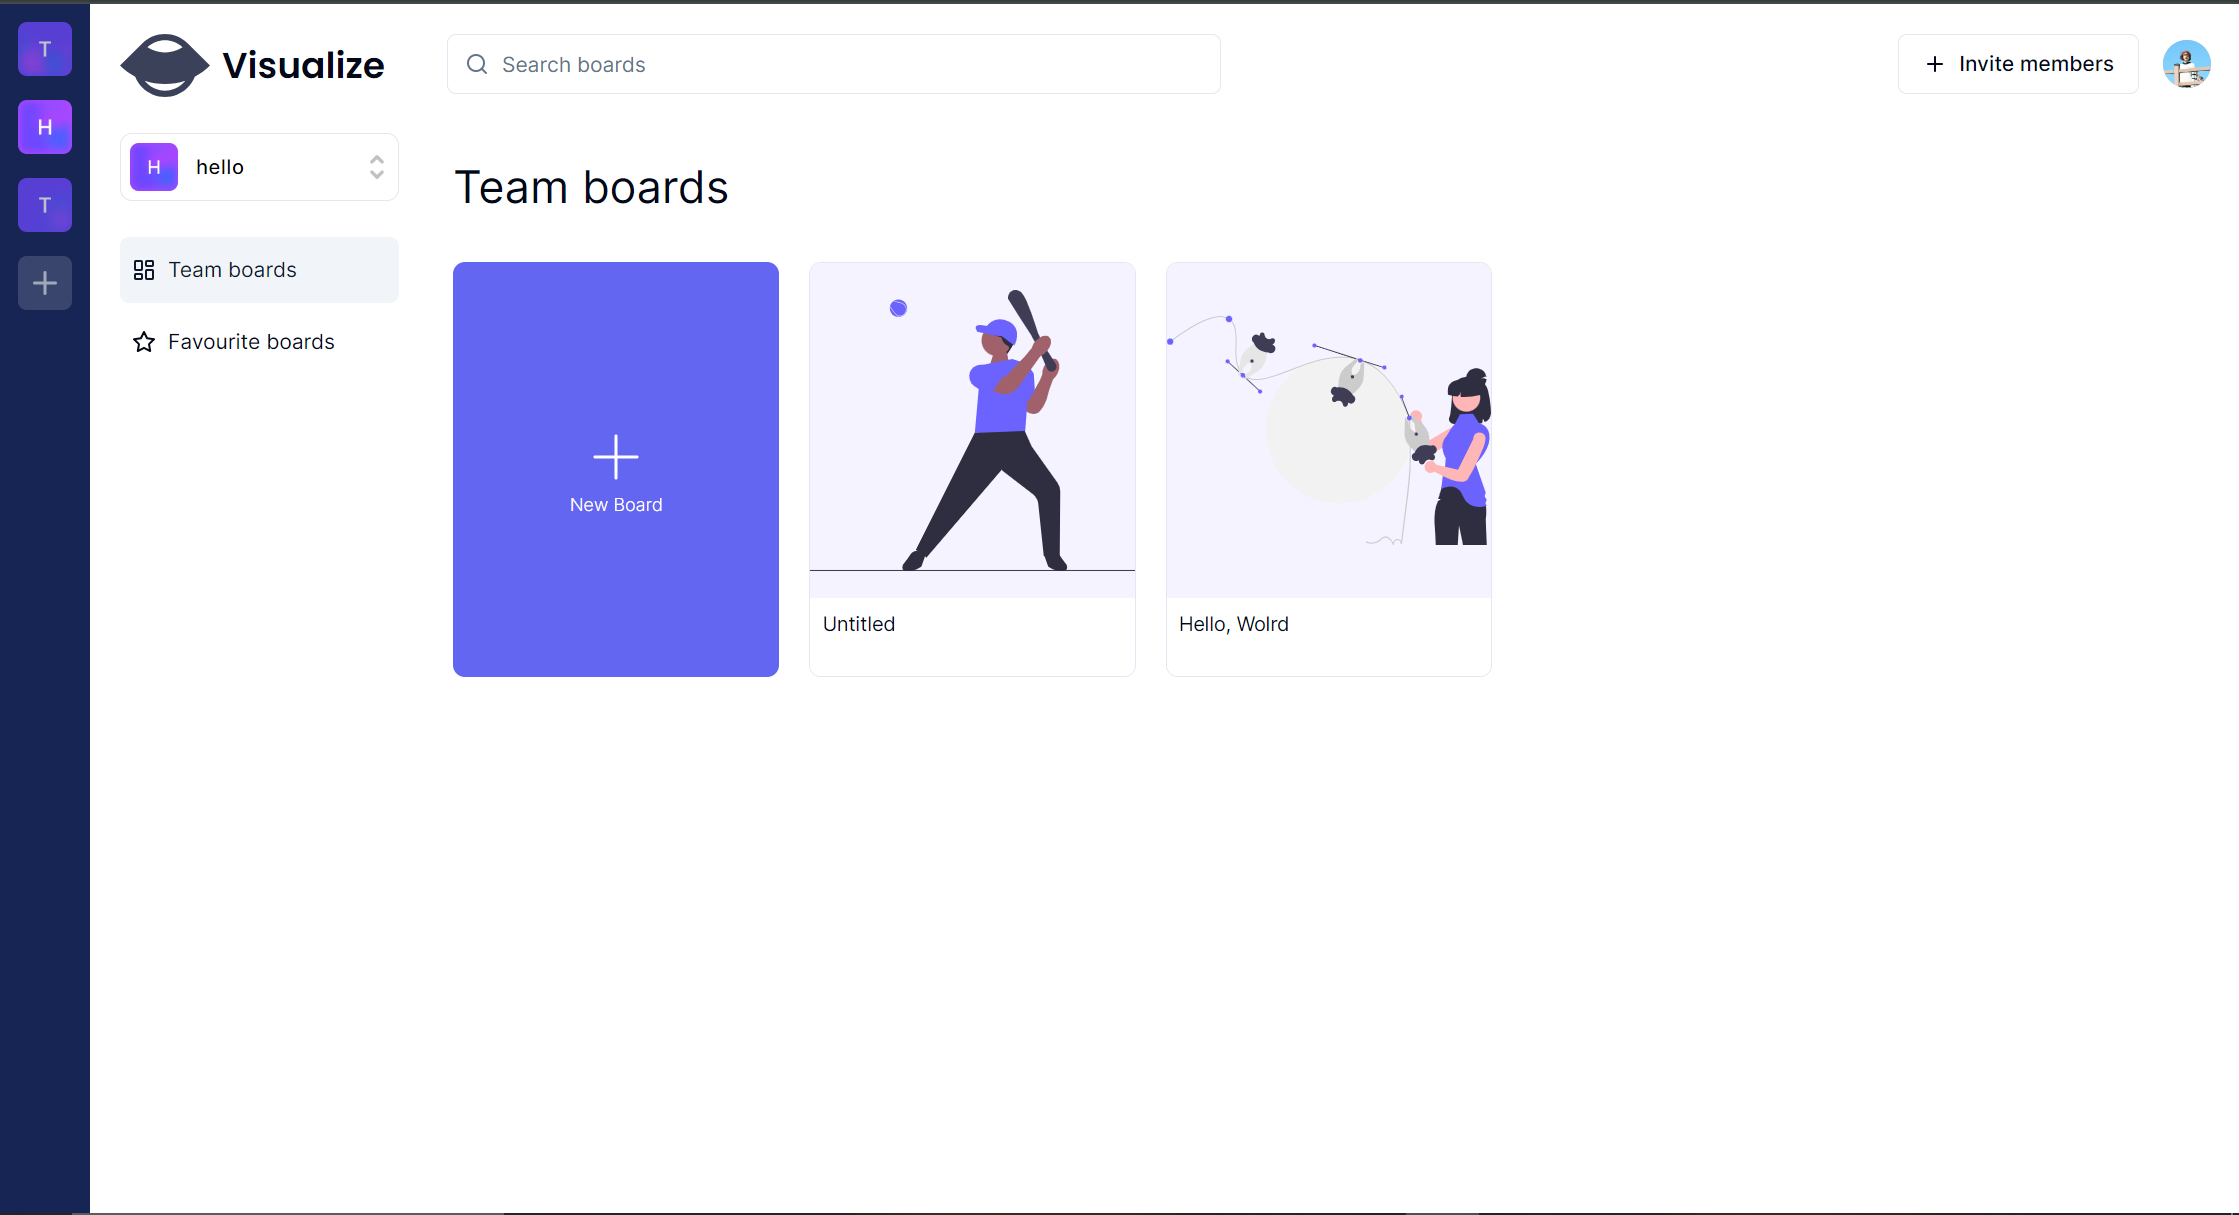 T
H
T
Visualize
Search boards
Invite members
H
hello
Team boards
Favourite boards
Team boards
New Board
Untitled
Hello, Wolrd